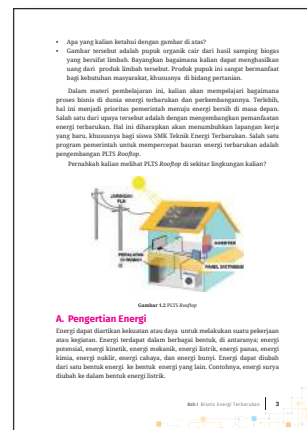 • Apa yang kalian ketahui dengan gambar di atas?
• Gambar tersebut adalah pupuk organik cair dari hasil samping biogas
yang bersifat limbah. Bayangkan bagaimana kalian dapat menghasilkan
uang dari produk limbah tersebut. Produk pupuk ini sangat bermanfaat
bagi kebutuhan masyarakat, khususnya di bidang pertanian.
Dalam materi pembelajaran ini, kalian akan mempelajari bagaimana
proses bisnis di dunia energi terbarukan dan perkembangannya. Terlebih,
hal ini menjadi prioritas pemerintah menuju energi bersih di masa depan.
Salah satu dari upaya tersebut adalah dengan mengembangkan pemanfaatan
energi terbarukan. Hal ini diharapkan akan menumbuhkan lapangan kerja
yang baru, khususnya bagi siswa SMK Teknik Energi Terbarukan. Salah satu
program pemerintah untuk mempercepat bauran energi terbarukan adalah
pengembangan PLTS Rooftop.
Pernahkah kalian melihat PLTS Rooftop di sekitar lingkungan kalian?
JARINGAN
PLN
INVERTER
PERALATAN
DI RUMAH
PANEL DISTRIBUSI
Gambar 1.2 PLTS Rooftop
A. Pengertian Energi
Energi dapat diartikan kekuatan atau daya untuk melakukan suatu pekerjaan
atau kegiatan. Energi terdapat dalam berbagai bentuk, di antaranya; energi
potensial, energi kinetik, energi mekanik, energi listrik, energi panas, energi
kimia, energi nuklir, energi cahaya, dan energi bunyi. Energi dapat diubah
dari satu bentuk energi ke bentuk energi yang lain. Contohnya, energi surya
diubah ke dalam bentuk energi listrik.
Bab I Bisnis Energi Terbarukan 3